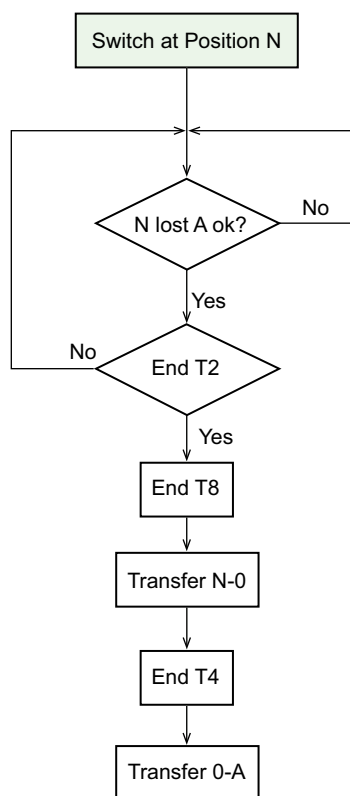 Switch at Position N
N lost A ok?
No
Yes
No
End T2
Yes
End T8
Transfer N-0
End T4
Transfer 0-A